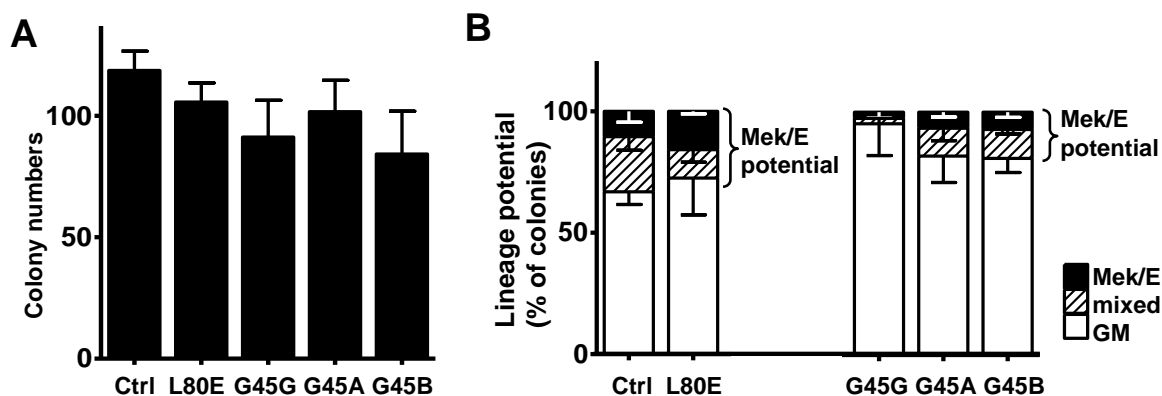 A
Colony numbers
100
50
0
Ctrl L80E G45G G45A G45B
B
Lineage potential
(% of colonies)
100
50
0
Mek/E
potential
Mek/E
potential
Mek/E
mixed
GM
Ctrl L80E G45G G45A G45B